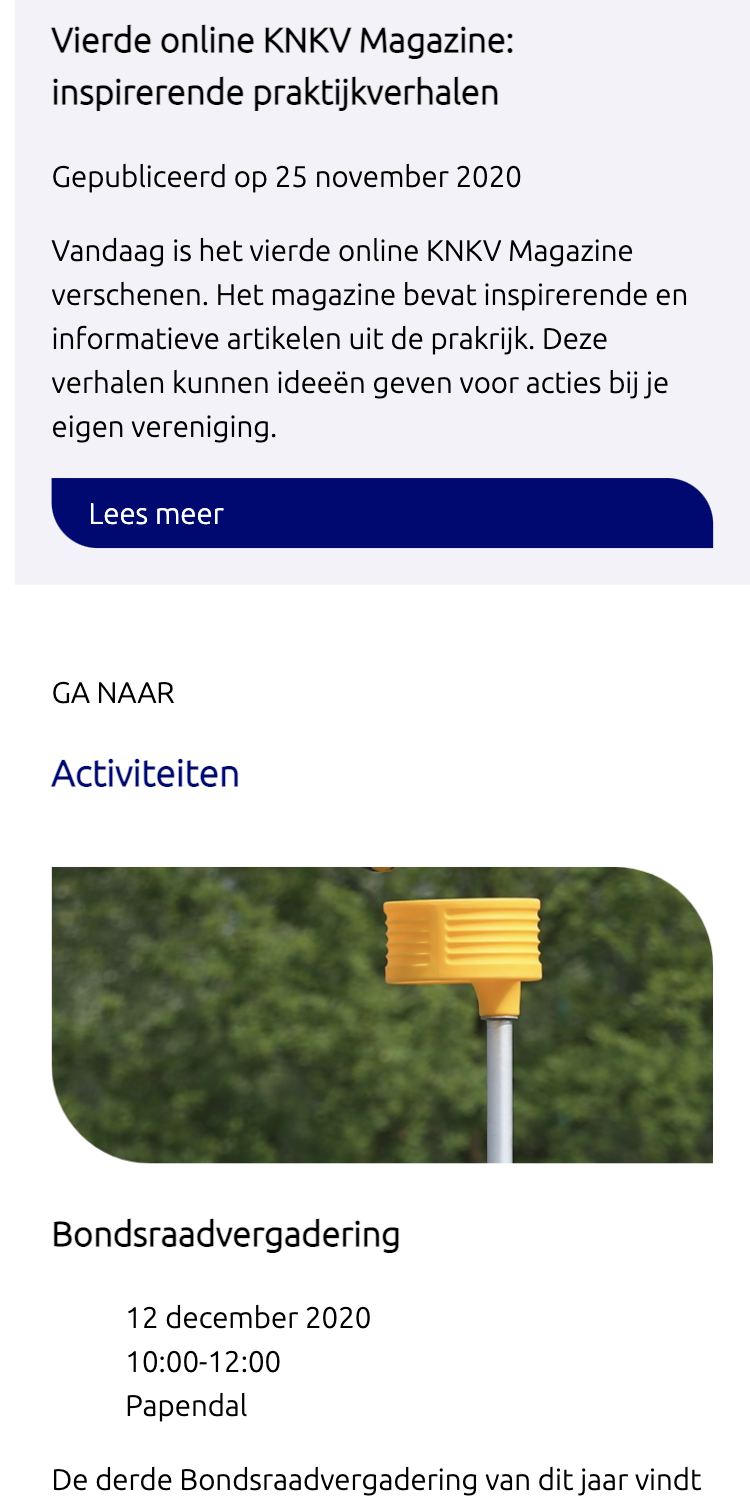 Vierde online KNKV Magazine:
inspirerende praktijkverhalen
Gepubliceerd op 25 november 2020
Vandaag is het vierde online KNKV Magazine
verschenen. Het magazine bevat inspirerende en
informatieve artikelen uit de prakrijk. Deze
verhalen kunnen ideeën geven voor acties bij je
eigen vereniging.
Lees meer
GA NAAR
Activiteiten
Bondsraadvergadering
12 december 2020
10:00-12:00
Papendal
De derde Bondsraadvergadering van dit jaar vindt